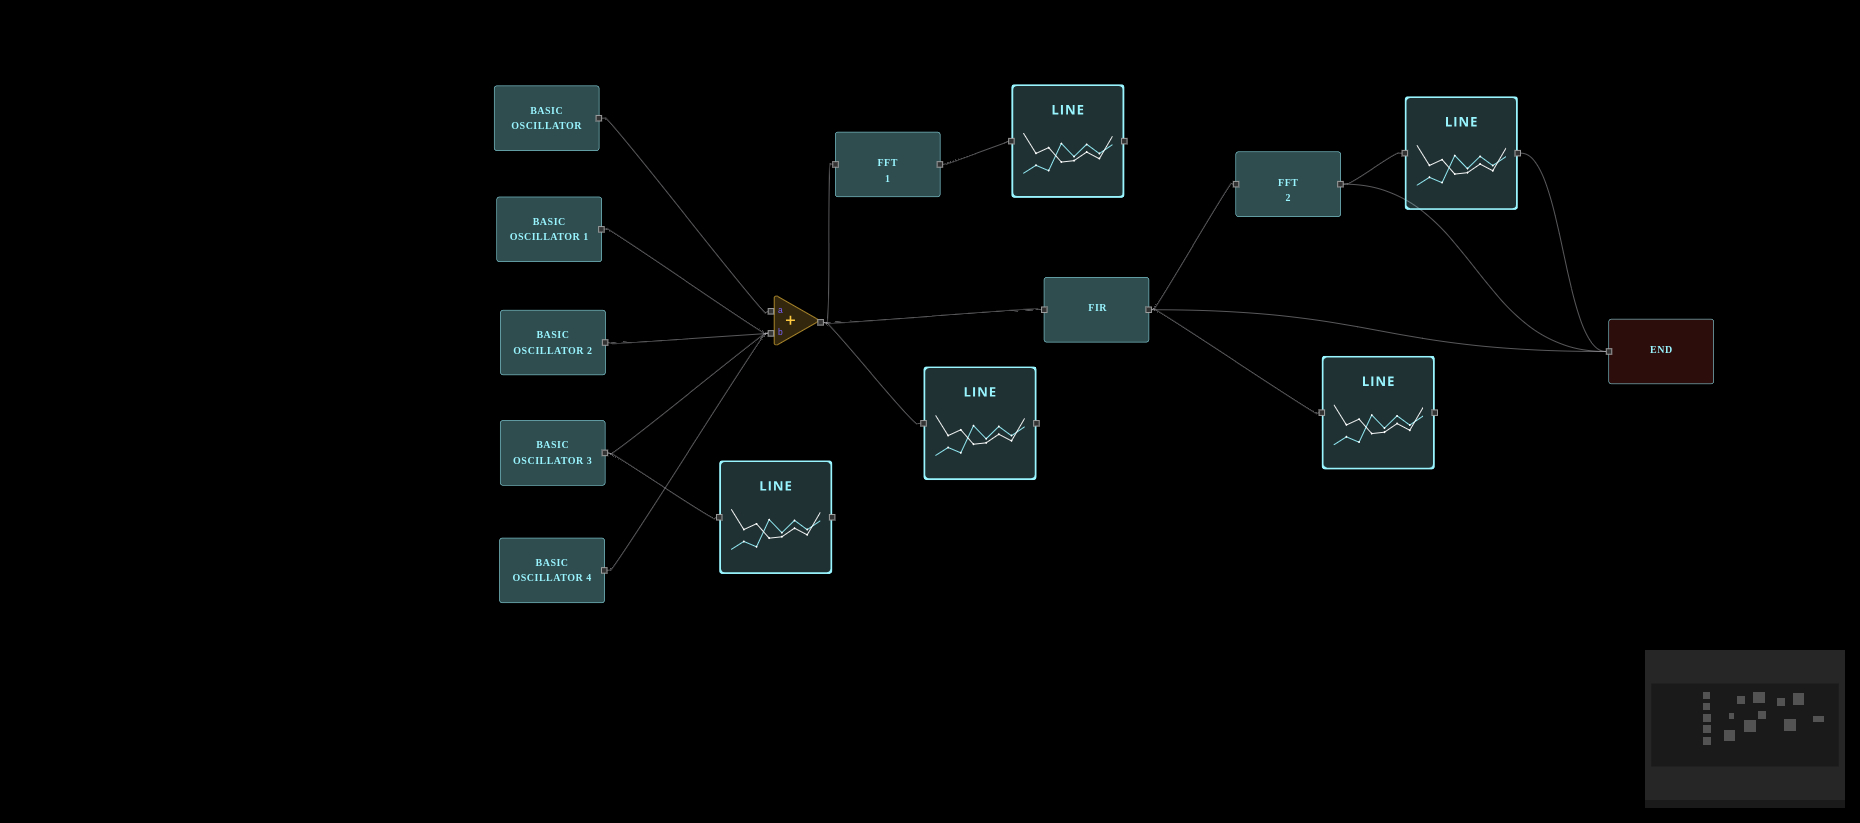 BASIC
OSCILLATOR
BASIC
OSCILLATOR 1
BASIC
OSCILLATOR 2
BASIC
OSCILLATOR 3
BASIC
OSCILLATOR 4
a
+
b
FFT
1
LINE
LINE
LINE
FIR
FFT
2
LINE
LINE
END